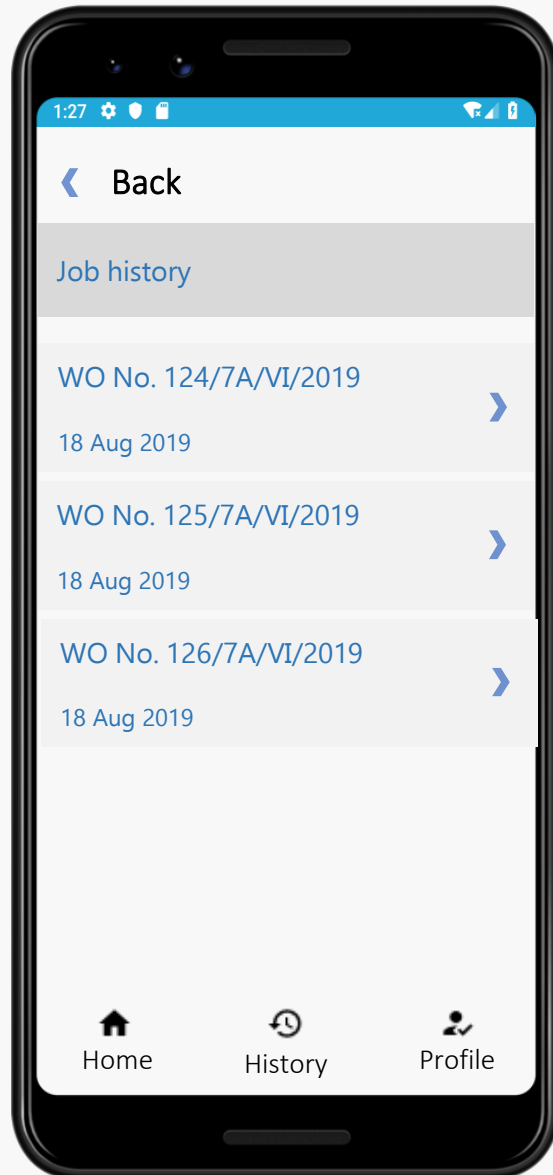 1:27
Back
Job history
WO No. 124/7A/VI/2019
18 Aug 2019
WO No. 125/7A/VI/2019
18 Aug 2019
WO No. 126/7A/VI/2019
18 Aug 2019
Home History Profile